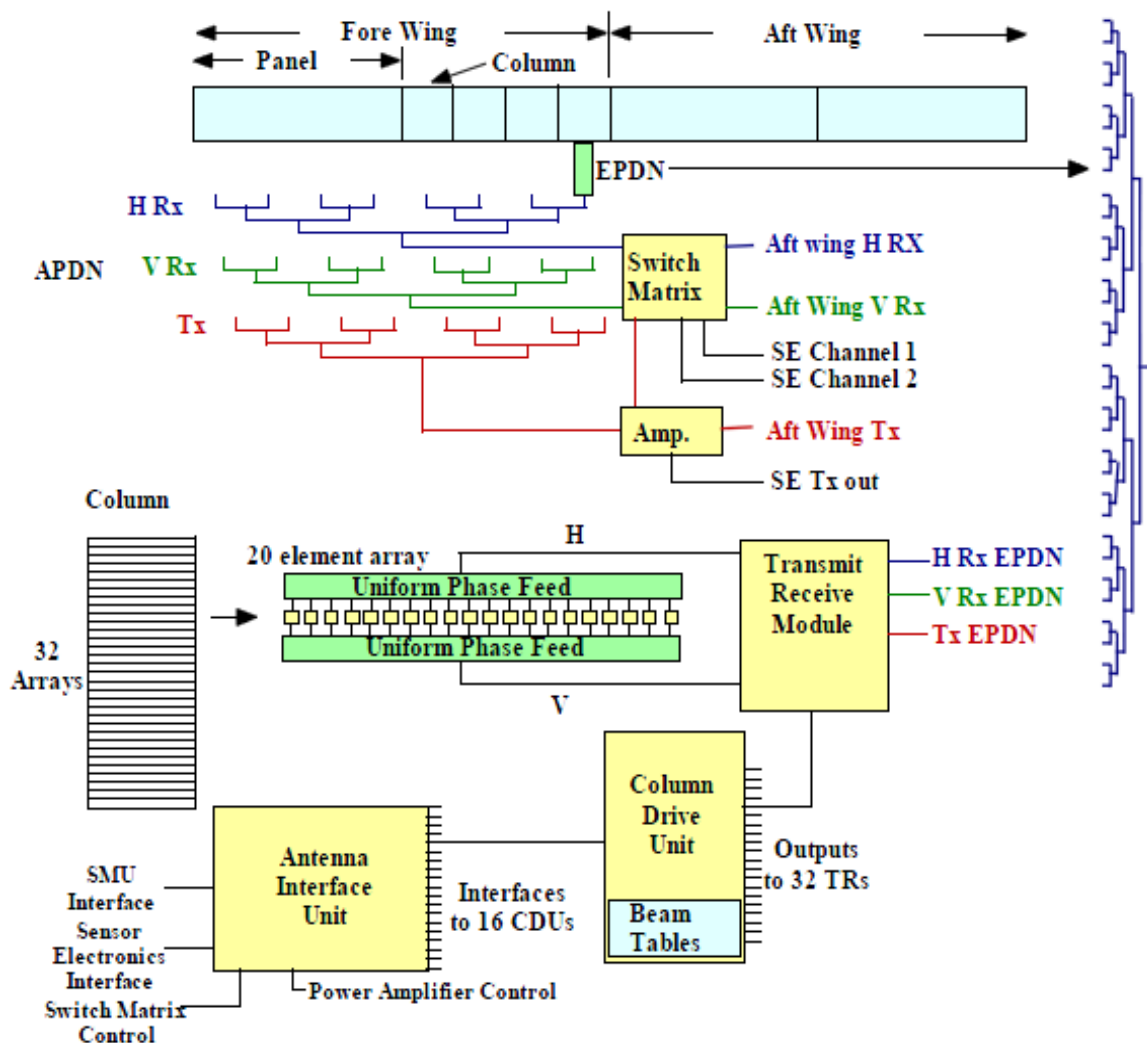 Fore Wing
Aft Wing
Panel
Column
EPDN
H Rx
APDN
V Rx
Tx
Switch
Matrix
Aft wing H RX
Aft Wing V Rx
SE Channel 1
SE Channel 2
Amp.
Aft Wing Tx
SE Tx out
Column
32
Arrays
20 element array
H
Uniform Phase Feed
Uniform Phase Feed
V
Transmit
Receive
Module
H Rx EPDN
V Rx EPDN
Tx EPDN
Column
Drive
Unit
Beam
Tables
Outputs
to 32 TRs
Antenna
Interface
Unit
Interfaces
to 16 CDUs
SMU
Interface
Sensor
Electronics
Interface
Switch Matrix
Control
Power Amplifier Control